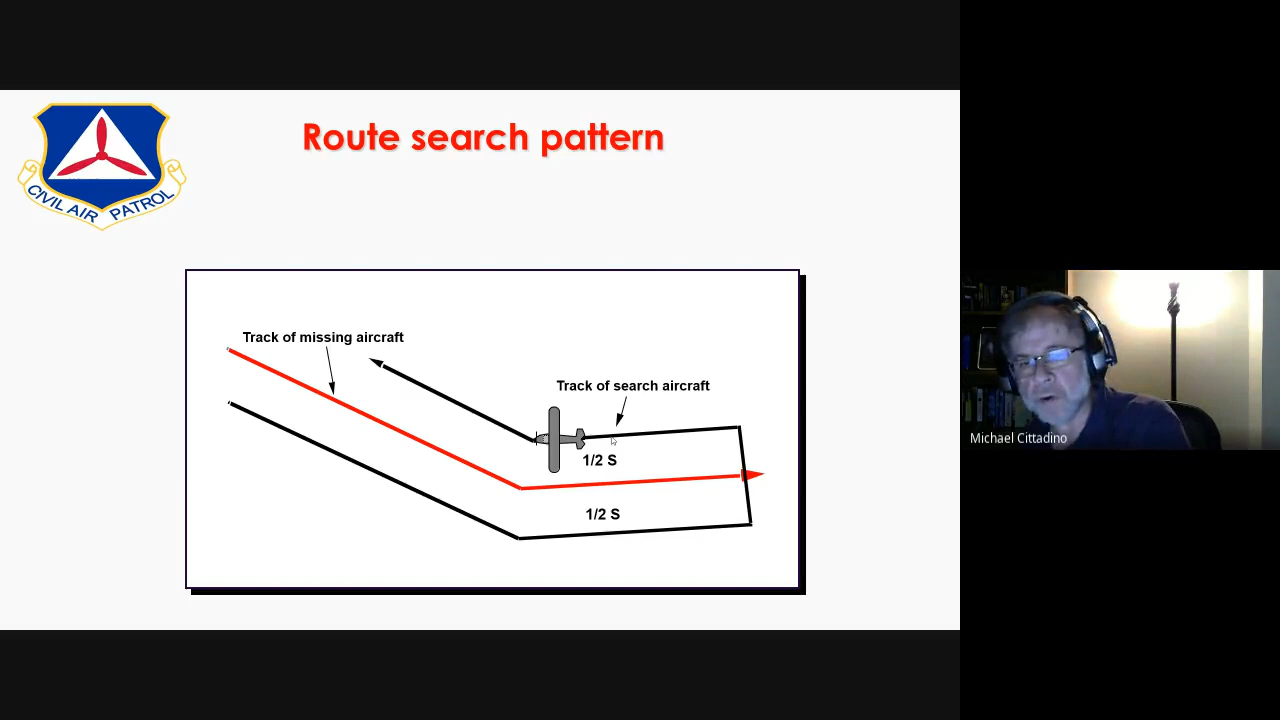 Route search pattern
CIVIL AIR PATROL
Track of missing aircraft
Track of search aircraft
1/2 S
1/2 S
Michael Cittadino